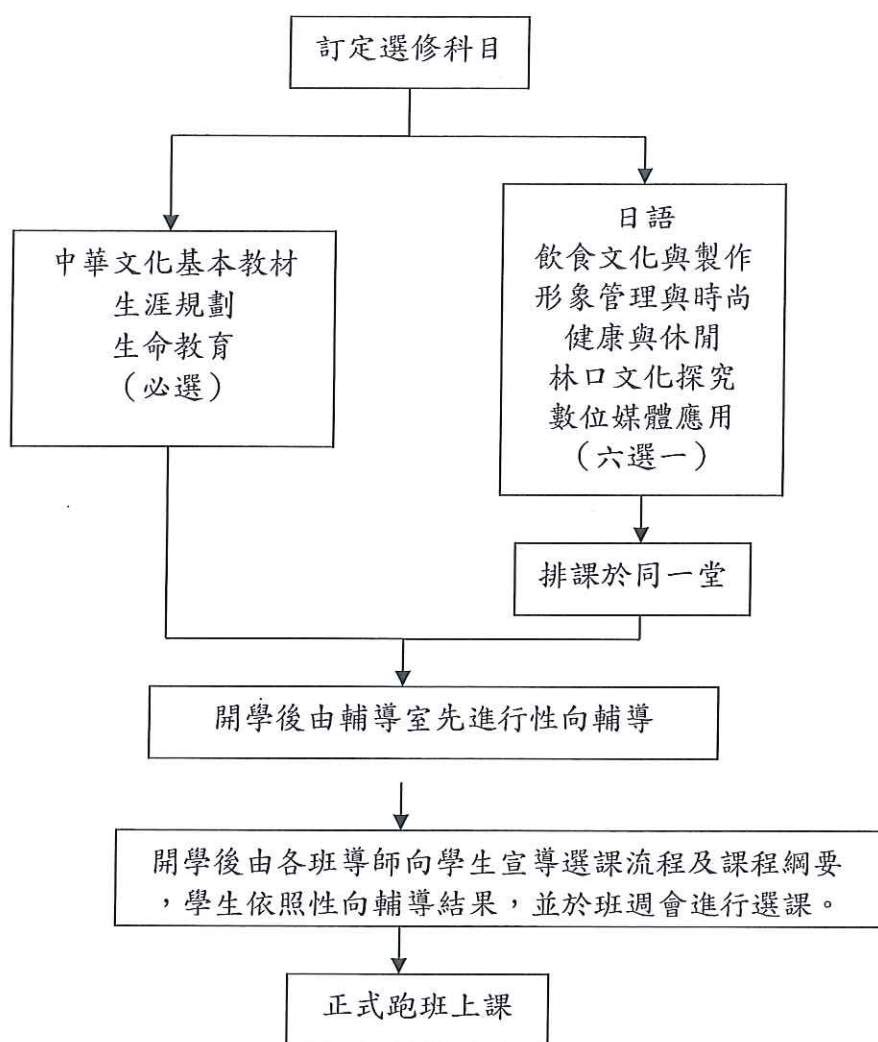 訂定選修科目
中華文化基本教材
生涯規劃
生命教育
(必選)
日語
飲食文化與製作
形象管理與時尚
健康與休閒
林口文化探究
數位媒體應用
(六選一)
排課於同一堂
開學後由輔導室先進行性向輔導
開學後由各班導師向學生宣導選課流程及課程綱要
,學生依照性向輔導結果,並於班週會進行選課。
正式跑班上課